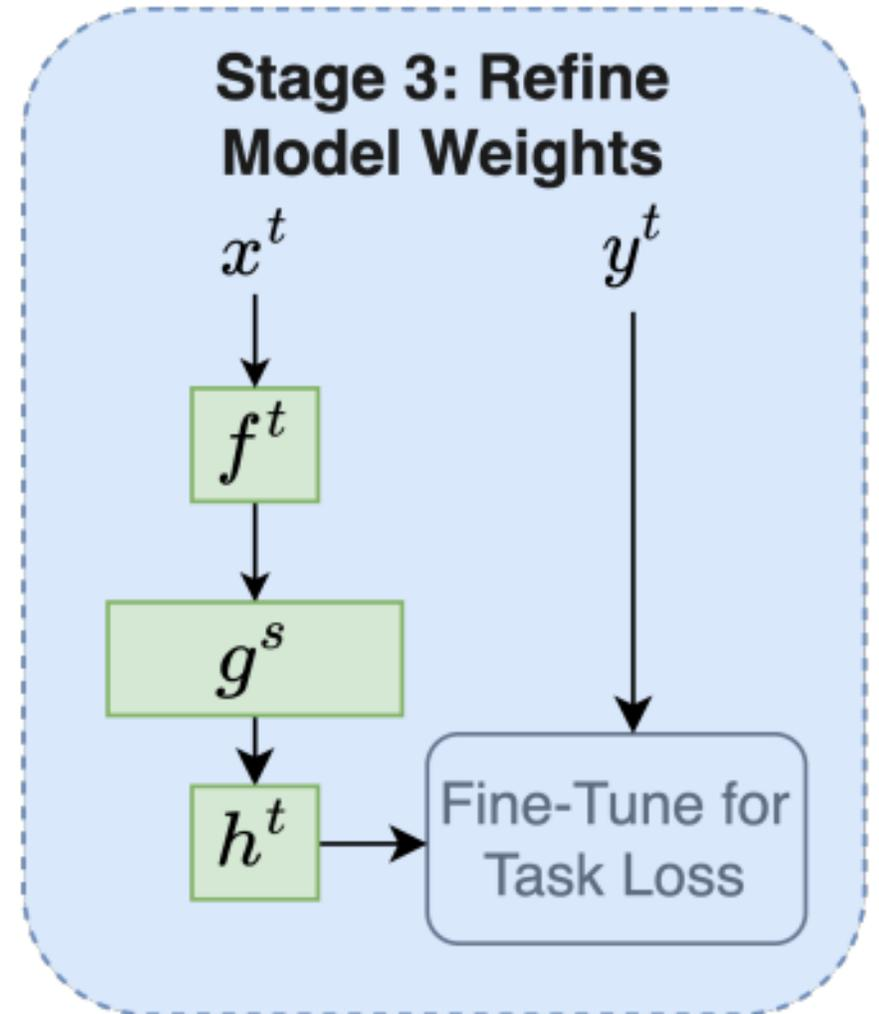 Stage 3: Refine
Model Weights
x^t
y^t
f^t
g^s
h^t
Fine-Tune for
Task Loss